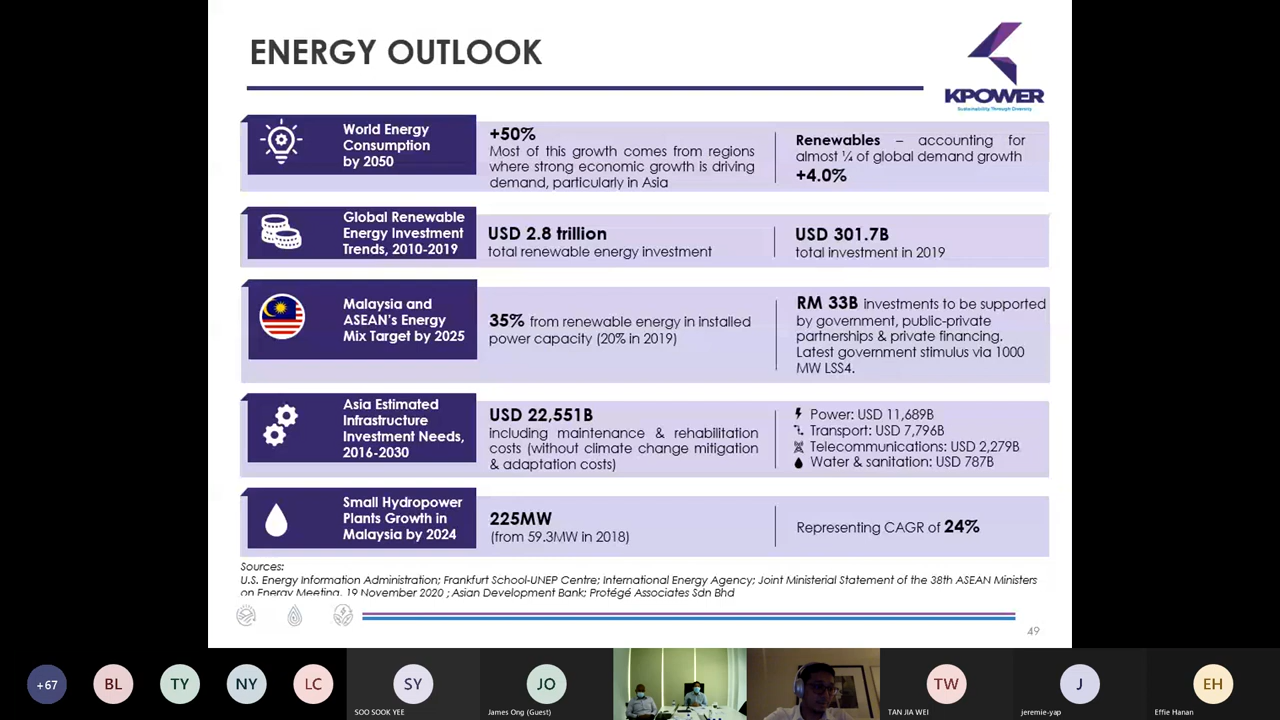 ENERGY OUTLOOK
KPOWER
Sustainability Through Diversity
World Energy
Consumption
by 2050
+50%
Most of this growth comes from regions
where strong economic growth is driving
demand, particularly in Asia
Renewables – accounting for
almost ¼ of global demand growth
+4.0%
Global Renewable
Energy Investment
Trends, 2010-2019
USD 2.8 trillion
total renewable energy investment
USD 301.7B
total investment in 2019
Malaysia and
ASEAN's Energy
Mix Target by 2025
35% from renewable energy in installed
power capacity (20% in 2019)
RM 33B investments to be supported
by government, public-private
partnerships & private financing.
Latest government stimulus via 1000
MW LSS4.
Asia Estimated
Infrastructure
Investment Needs,
2016-2030
USD 22,551B
including maintenance & rehabilitation
costs (without climate change mitigation
& adaptation costs)
Power: USD 11,689B
Transport: USD 7,796B
Telecommunications: USD 2,279B
Water & sanitation: USD 787B
Small Hydropower
Plants Growth in
Malaysia by 2024
225MW
(from 59.3MW in 2018)
Representing CAGR of 24%
Sources:
U.S. Energy Information Administration; Frankfurt School-UNEP Centre; International Energy Agency; Joint Ministerial Statement of the 38th ASEAN Ministers
on Energy Meeting, 19 November 2020 ; Asian Development Bank; Protégé Associates Sdn Bhd
49
+67
BL
TY
NY
LC
SY
SOO SOOK YEE
JO
James Ong (Guest)
TW
TAN JIA WEI
J
jeremie-yap
EH
Effie Hanan